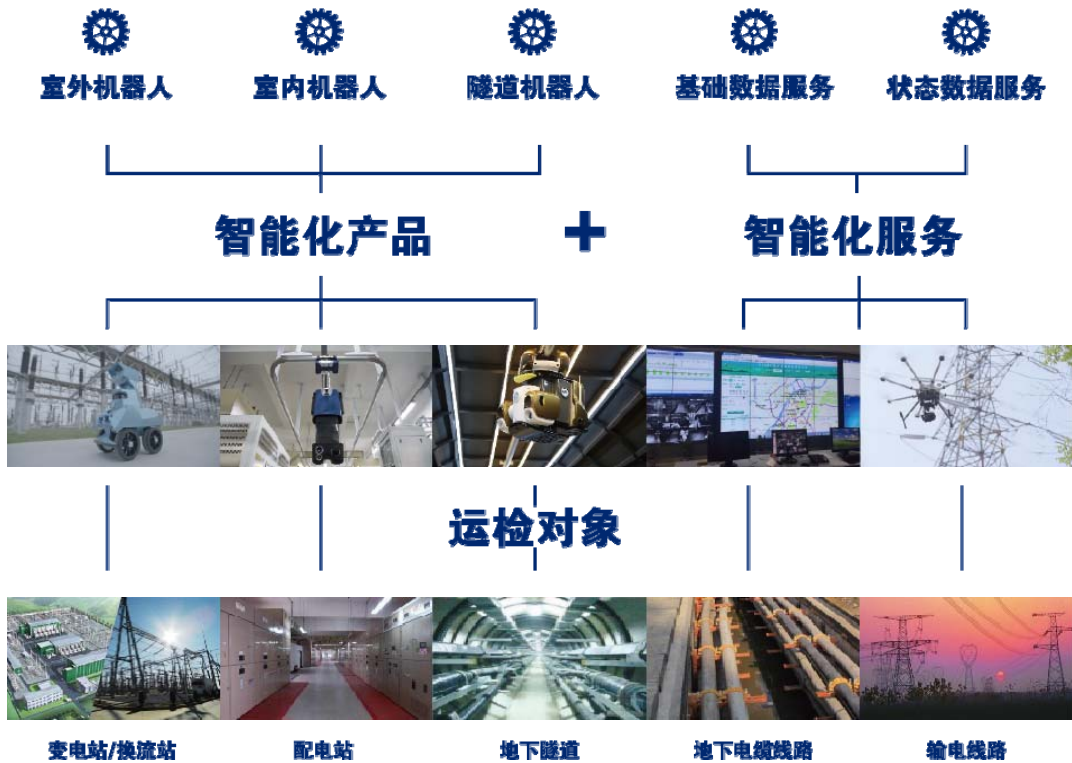 室外机器人
室内机器人
隧道机器人
基础数据服务
状态数据服务
智能化产品
+
智能化服务
运检对象
变电站/换流站
配电站
地下隧道
地下电缆线路
输电线路